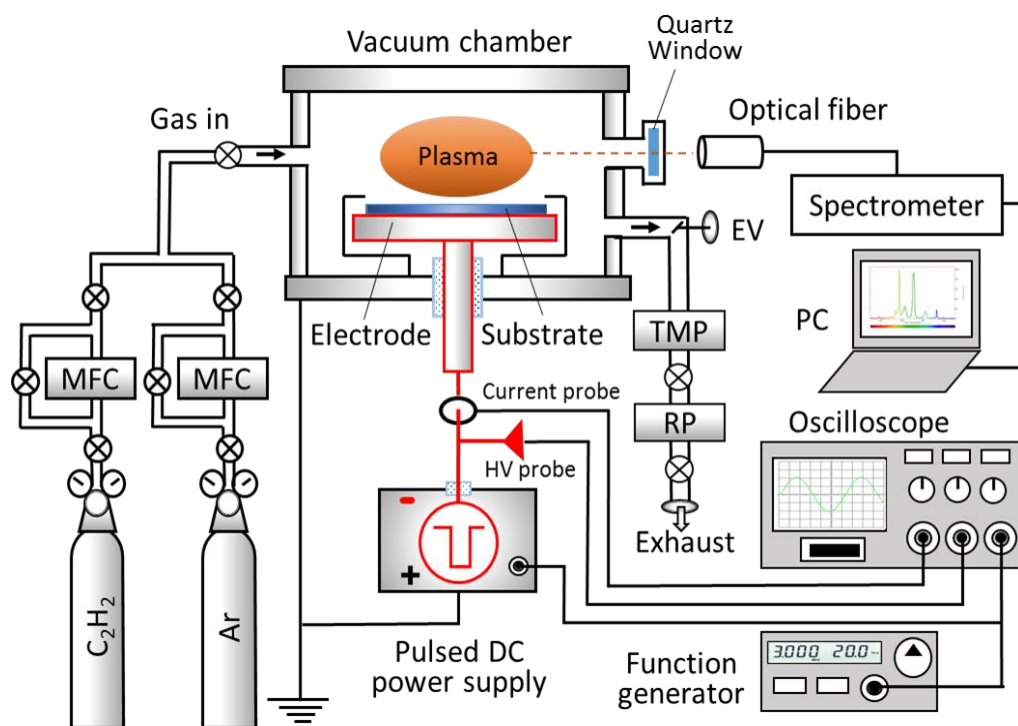 Quartz
Window
Vacuum chamber
Gas in
Optical fiber
Plasma
Spectrometer
EV
Electrode
Substrate
TMP
PC
MFC
MFC
Current probe
RP
Oscilloscope
HV probe
-
+
Exhaust
C₂H₂
Ar
Pulsed DC
power supply
Function
generator
3.000 20.0